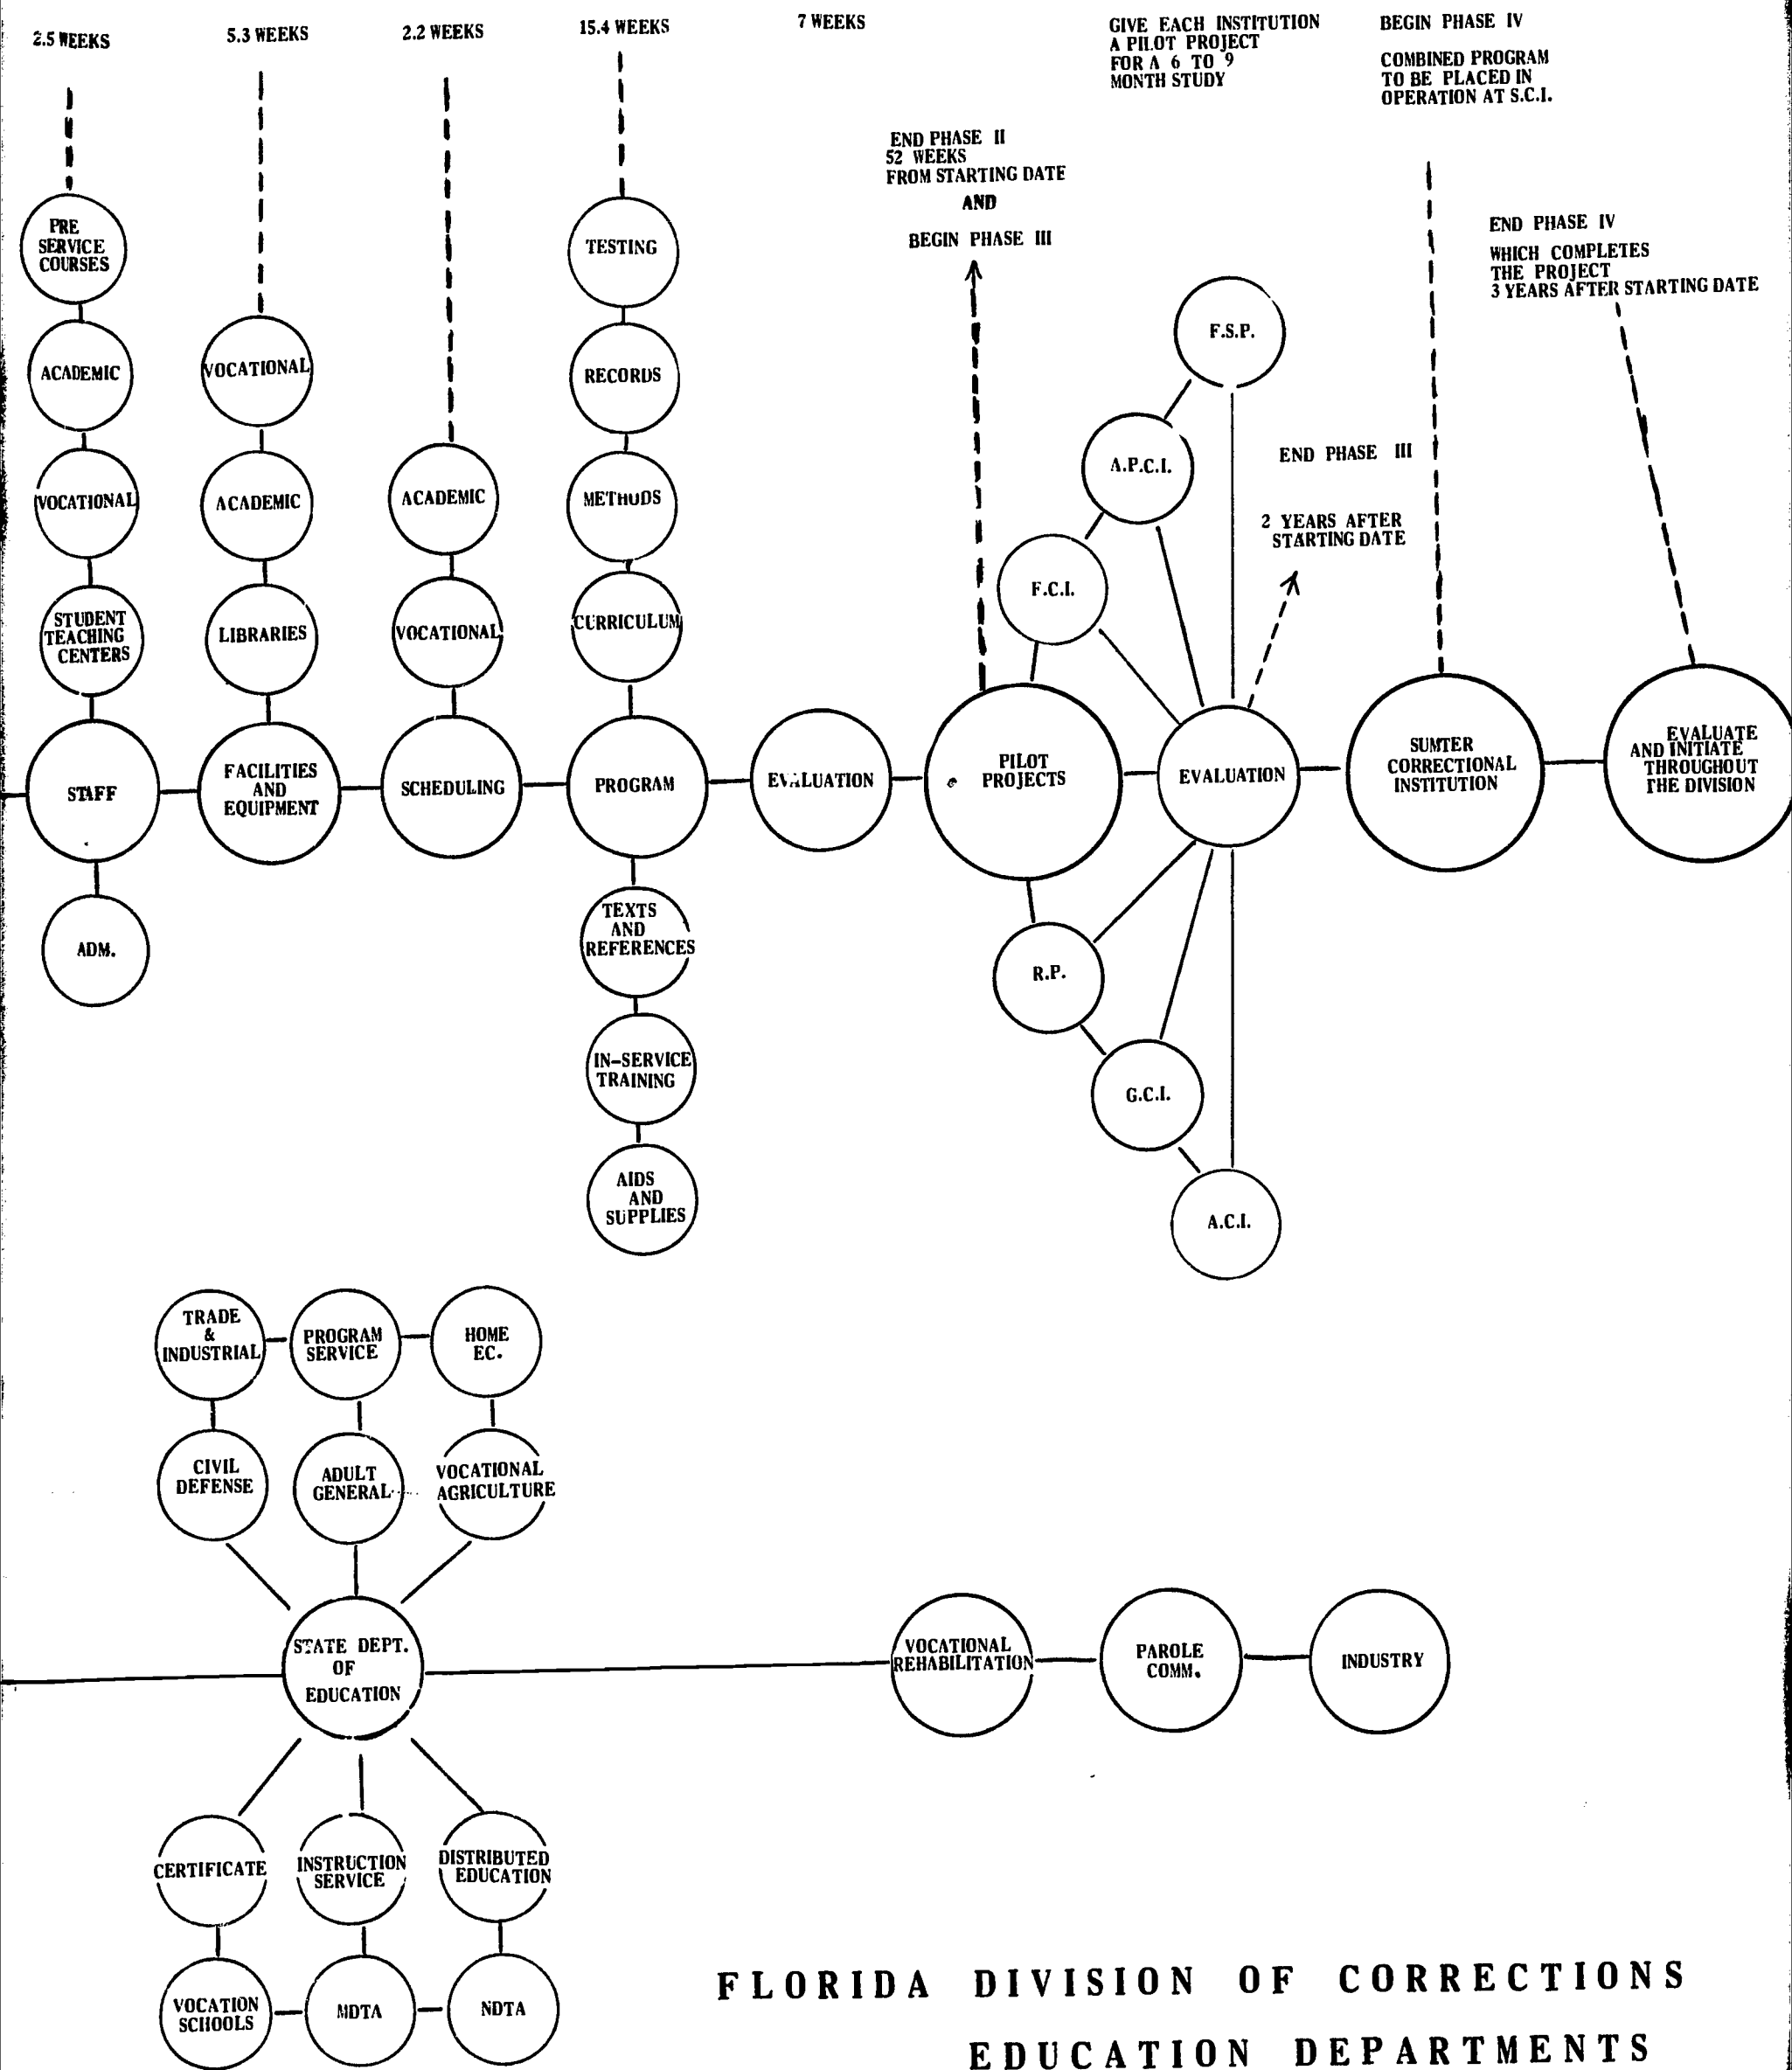 2.5 WEEKS
5.3 WEEKS
2.2 WEEKS
15.4 WEEKS
7 WEEKS
GIVE EACH INSTITUTION
A PILOT PROJECT
FOR A 6 TO 9
MONTH STUDY
BEGIN PHASE IV
COMBINED PROGRAM
TO BE PLACED IN
OPERATION AT S.C.I.
END PHASE II
52 WEEKS
FROM STARTING DATE
AND
BEGIN PHASE III
END PHASE IV
WHICH COMPLETES
THE PROJECT
3 YEARS AFTER STARTING DATE
PRE
SERVICE
COURSES
ACADEMIC
VOCATIONAL
STUDENT
TEACHING
CENTERS
STAFF
ADM.
VOCATIONAL
ACADEMIC
LIBRARIES
FACILITIES
AND
EQUIPMENT
ACADEMIC
VOCATIONAL
SCHEDULING
TESTING
RECORDS
METHODS
CURRICULUM
PROGRAM
TEXTS
AND
REFERENCES
IN-SERVICE
TRAINING
AIDS
AND
SUPPLIES
EVALUATION
PILOT
PROJECTS
F.S.P.
A.P.C.I.
F.C.I.
END PHASE III
2 YEARS AFTER
STARTING DATE
EVALUATION
R.P.
G.C.I.
A.C.I.
SUMTER
CORRECTIONAL
INSTITUTION
EVALUATE
AND INITIATE
THROUGHOUT
THE DIVISION
TRADE
&
INDUSTRIAL
PROGRAM
SERVICE
HOME
EC.
CIVIL
DEFENSE
ADULT
GENERAL
VOCATIONAL
AGRICULTURE
STATE DEPT.
OF
EDUCATION
VOCATIONAL
REHABILITATION
PAROLE
COMM.
INDUSTRY
CERTIFICATE
INSTRUCTION
SERVICE
DISTRIBUTED
EDUCATION
VOCATION
SCHOOLS
MDTA
NDTA
FLORIDA DIVISION OF CORRECTIONS
EDUCATION DEPARTMENTS